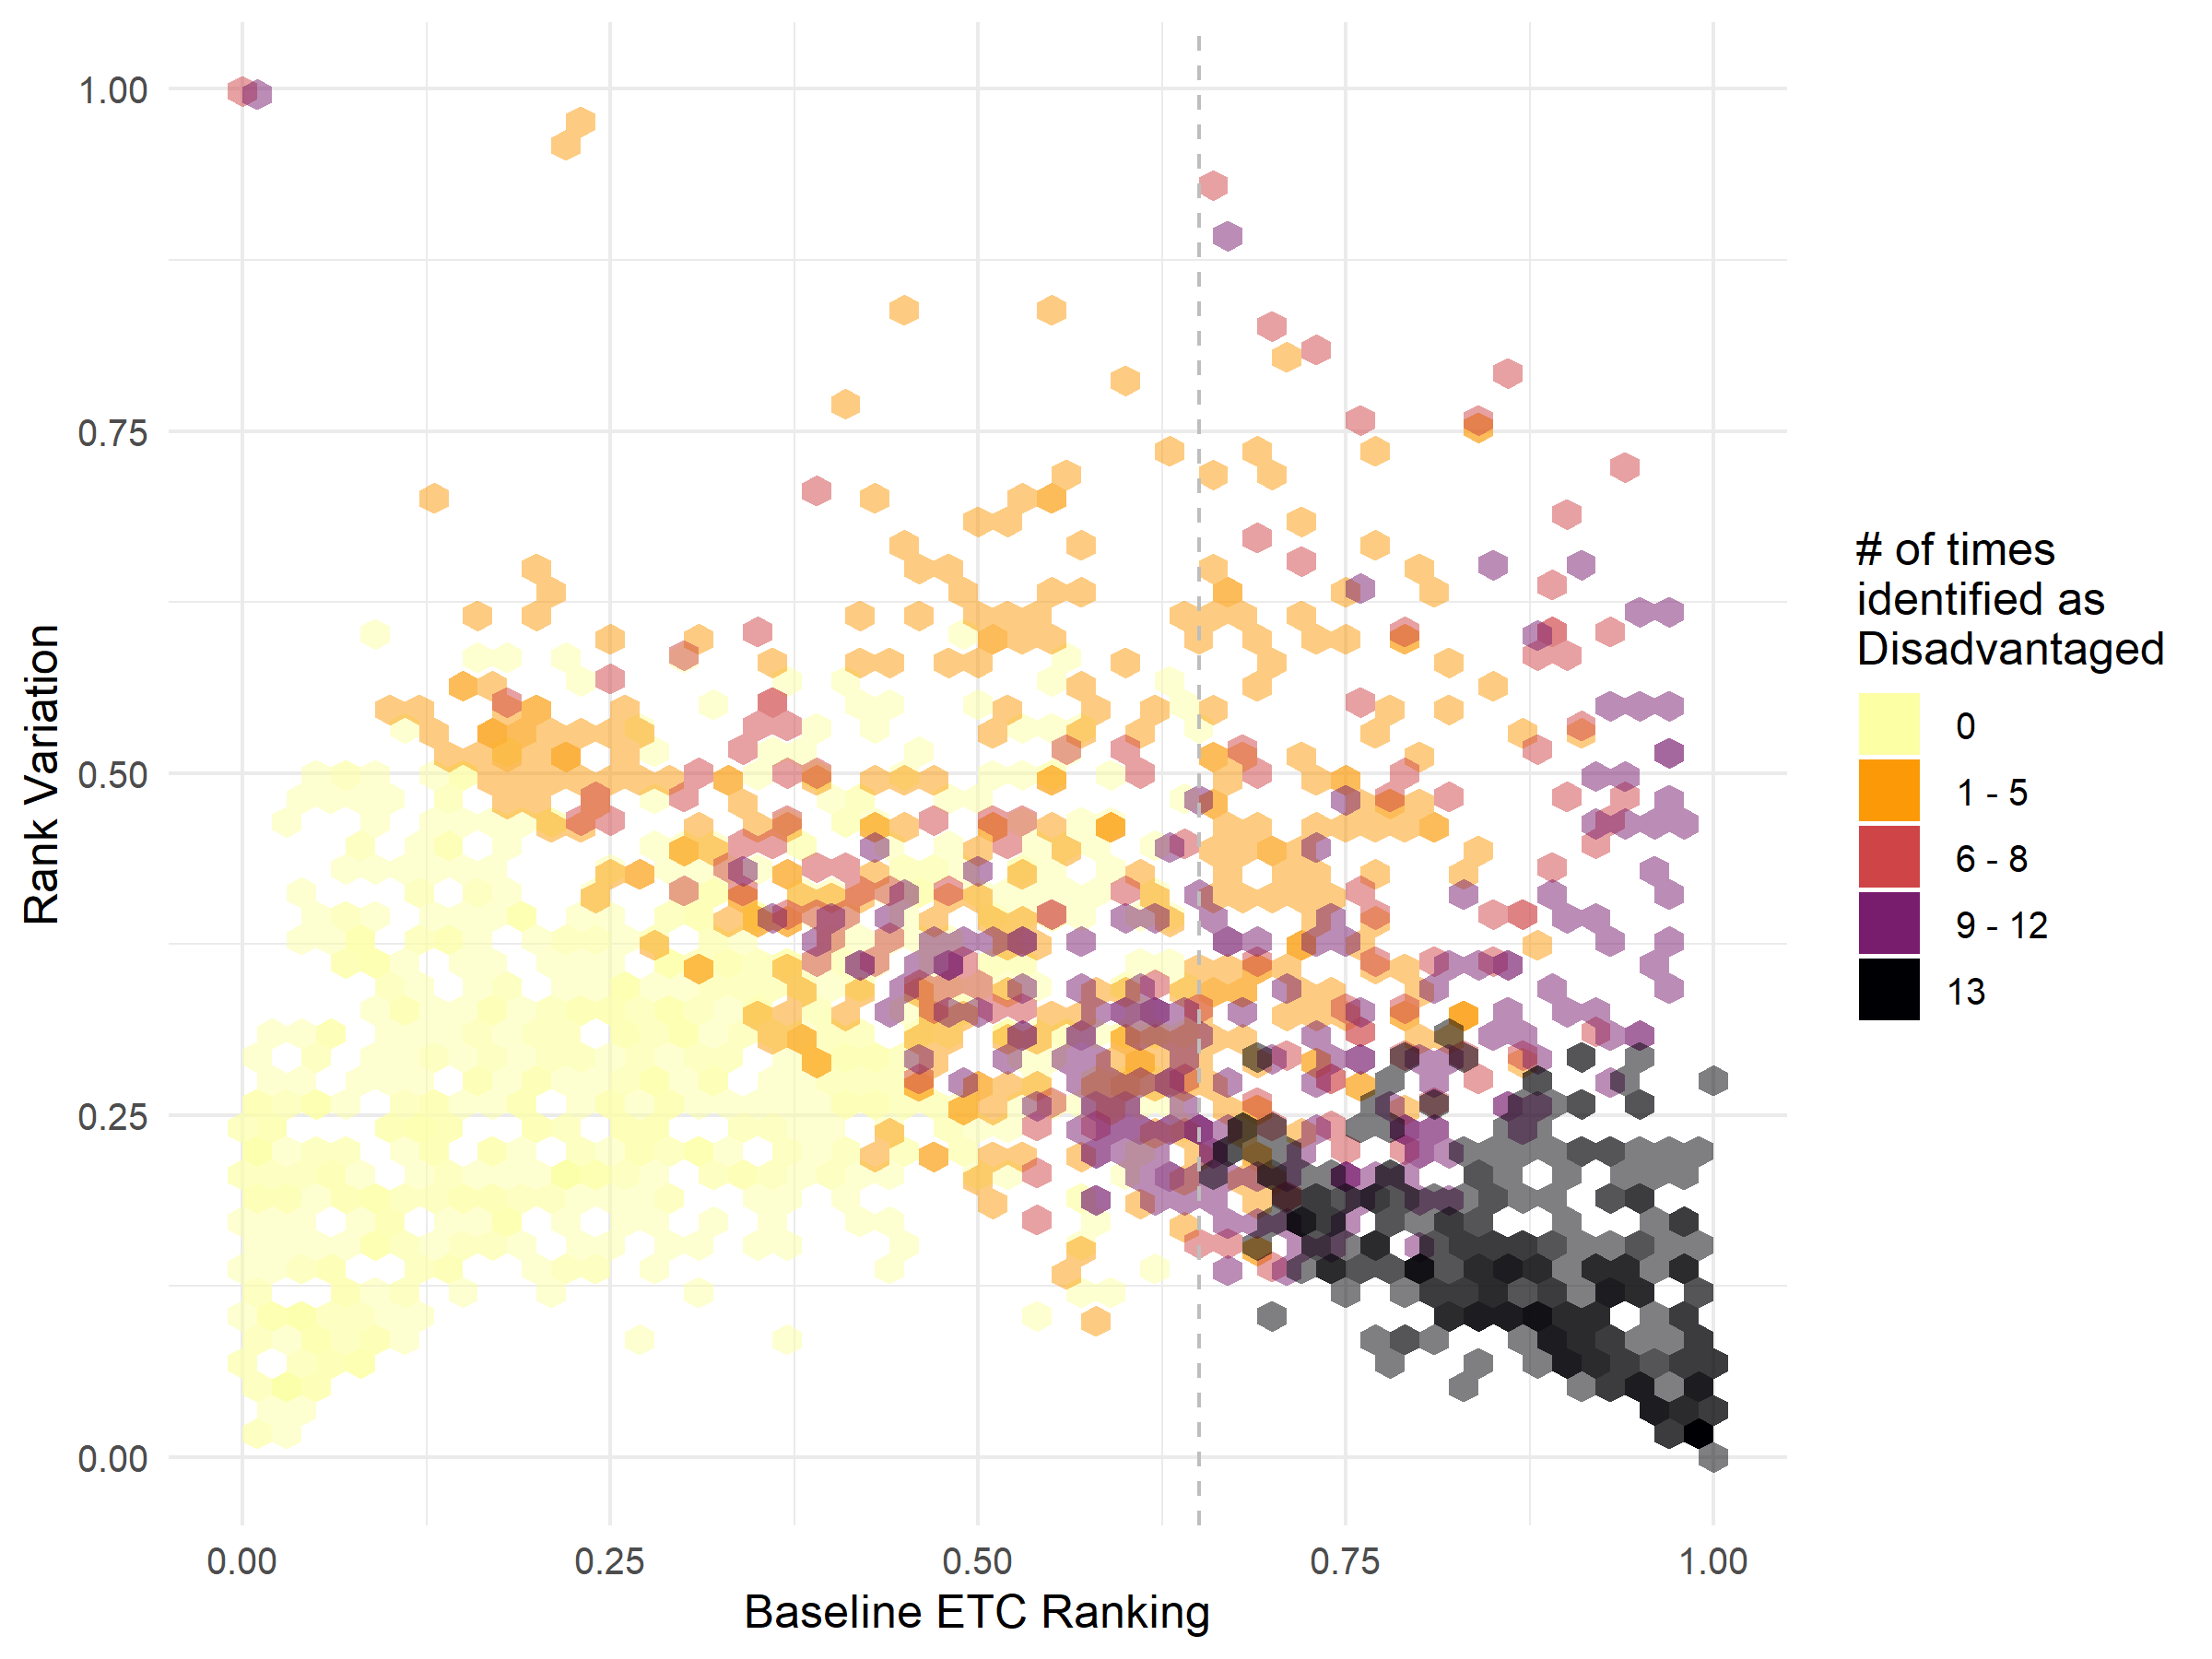 1.00
0.75
0.50
0.25
0.00
Rank Variation
0.00
0.25
0.50
0.75
1.00
Baseline ETC Ranking
# of times
identified as
Disadvantaged
0
1 - 5
6 - 8
9 - 12
13